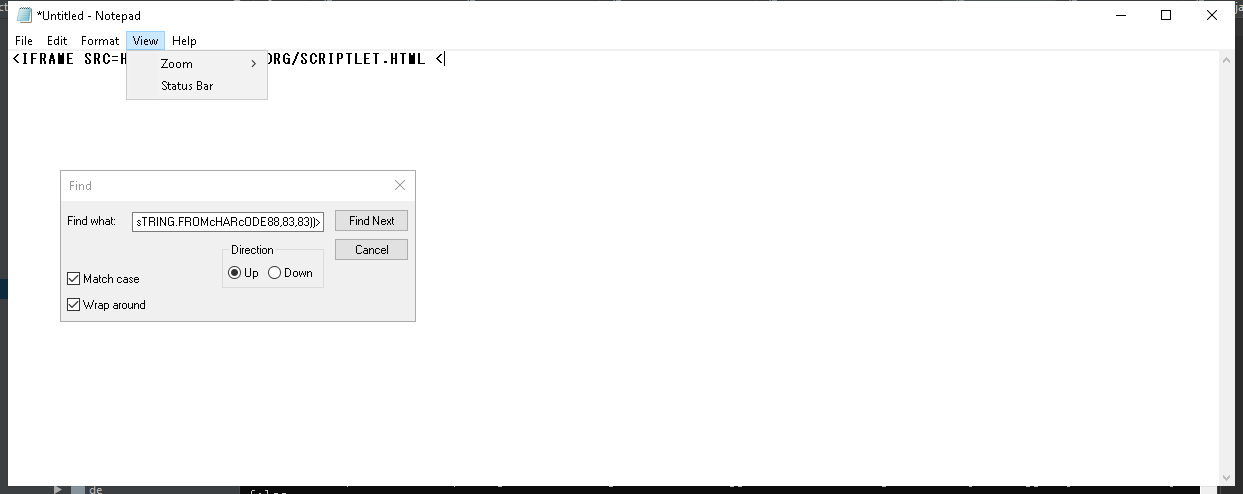 *Untitled - Notepad
File Edit Format View Help
<IFRAME SRC=H ORG/SCRIPTLET.HTML <
Zoom
Status Bar
Find
Find what: sTRING.FROMcHARcODE88,83,83))> Find Next
Direction Cancel
Up Down
Match case
Wrap around
de